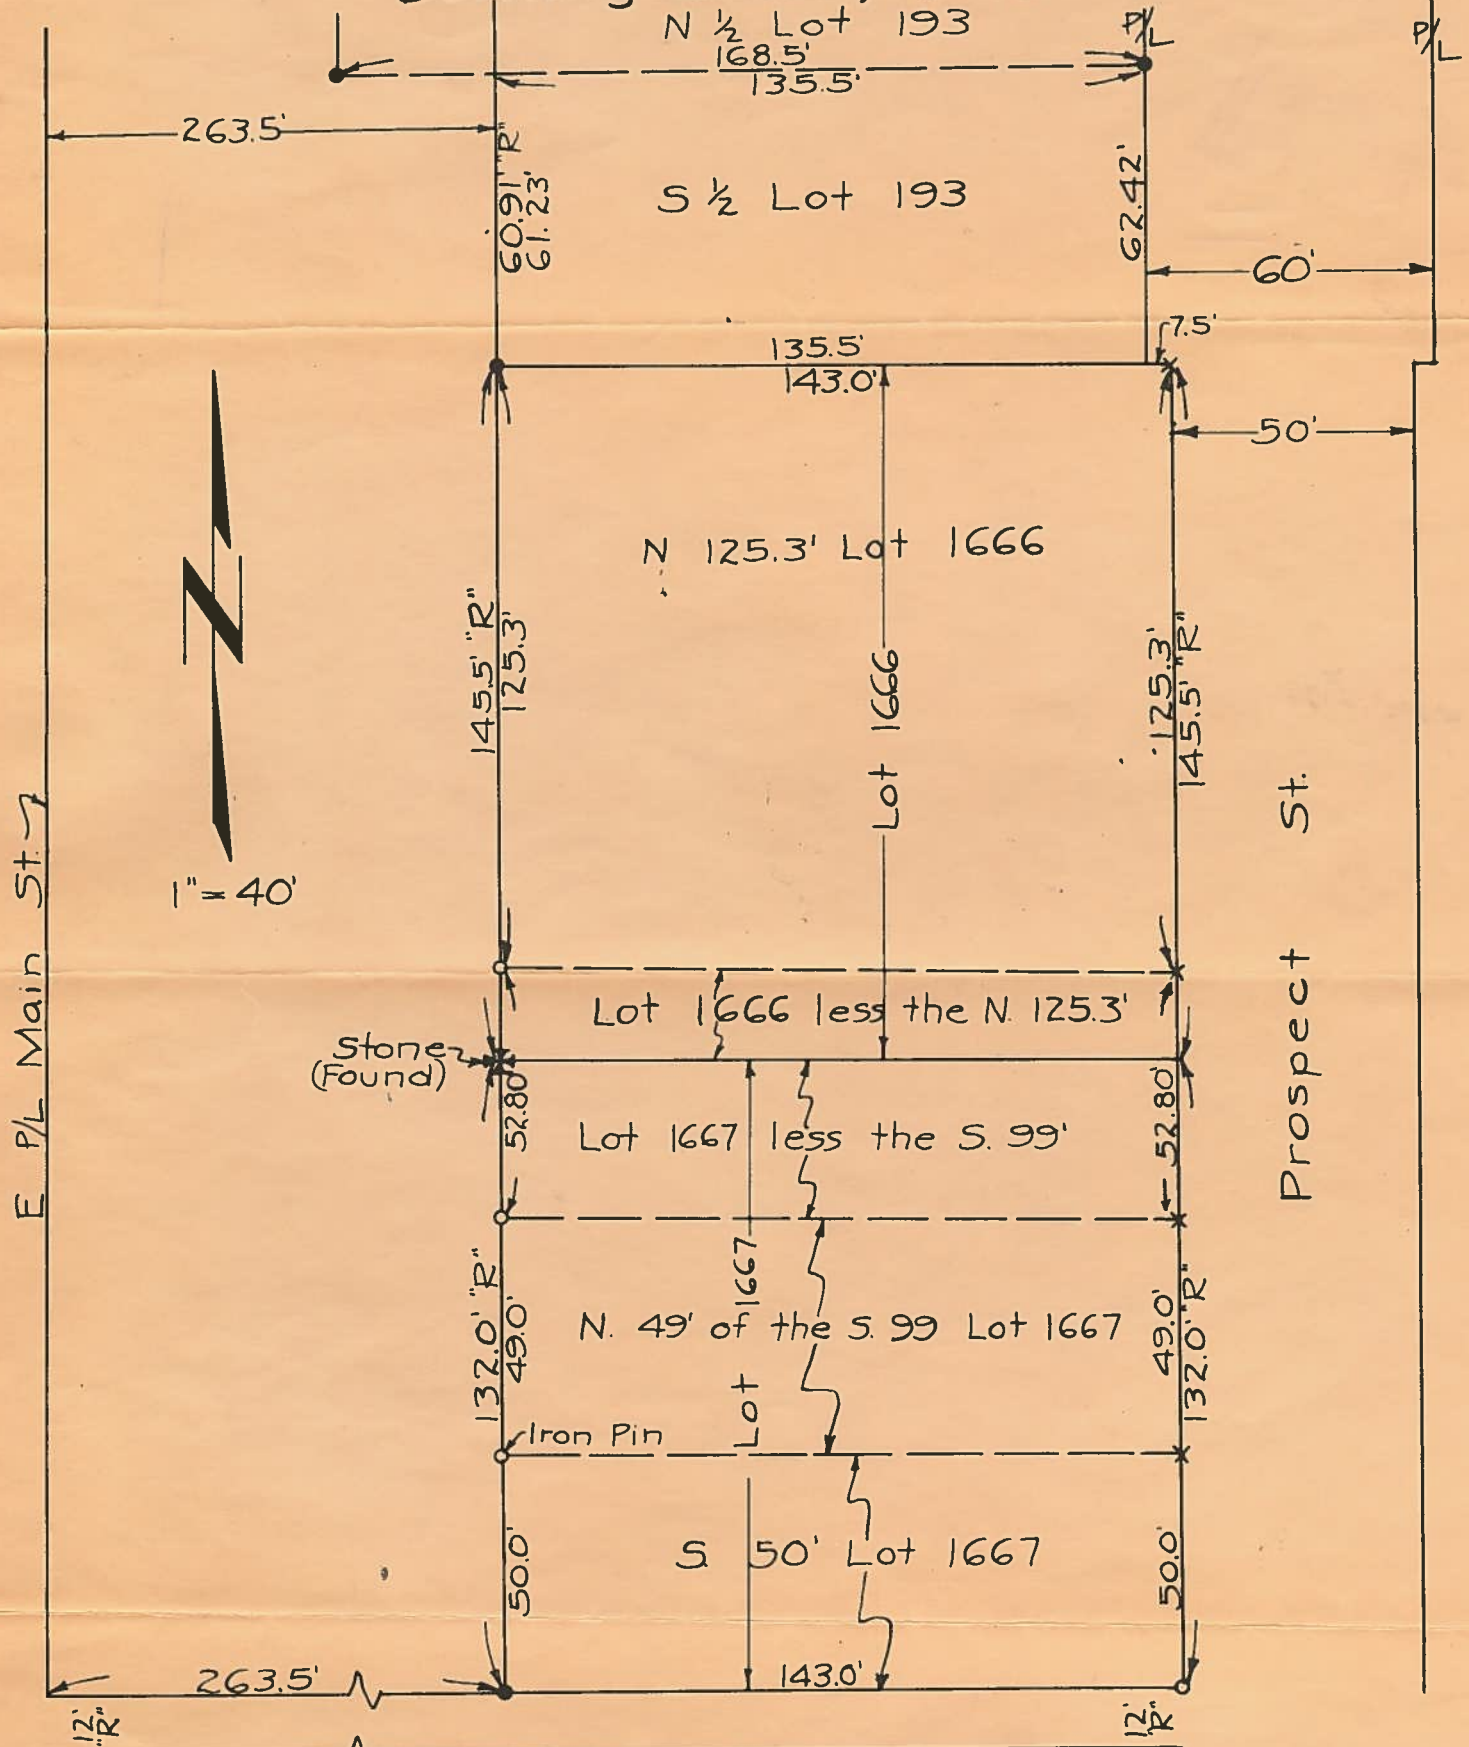 N ½ Lot 193
P/L
P/L
168.5'
135.5'
263.5'
60.91' "R"
61.23'
S ½ Lot 193
62.42'
60'
7.5'
135.5'
143.0'
50'
N 125.3' Lot 1666
145.5' "R"
125.3'
Lot 1666
125.3'
145.5' "R"
1" = 40'
E P/L Main St.
Prospect St.
Lot 1666 less the N. 125.3'
Stone
(Found)
52.80'
Lot 1667 less the S. 99'
52.80'
132.0' "R"
49.0'
Lot 1667
N. 49' of the S. 99 Lot 1667
49.0'
132.0' "R"
Iron Pin
50.0'
S. 50' Lot 1667
50.0'
263.5'
143.0'
12'
"R"
12'
"R"